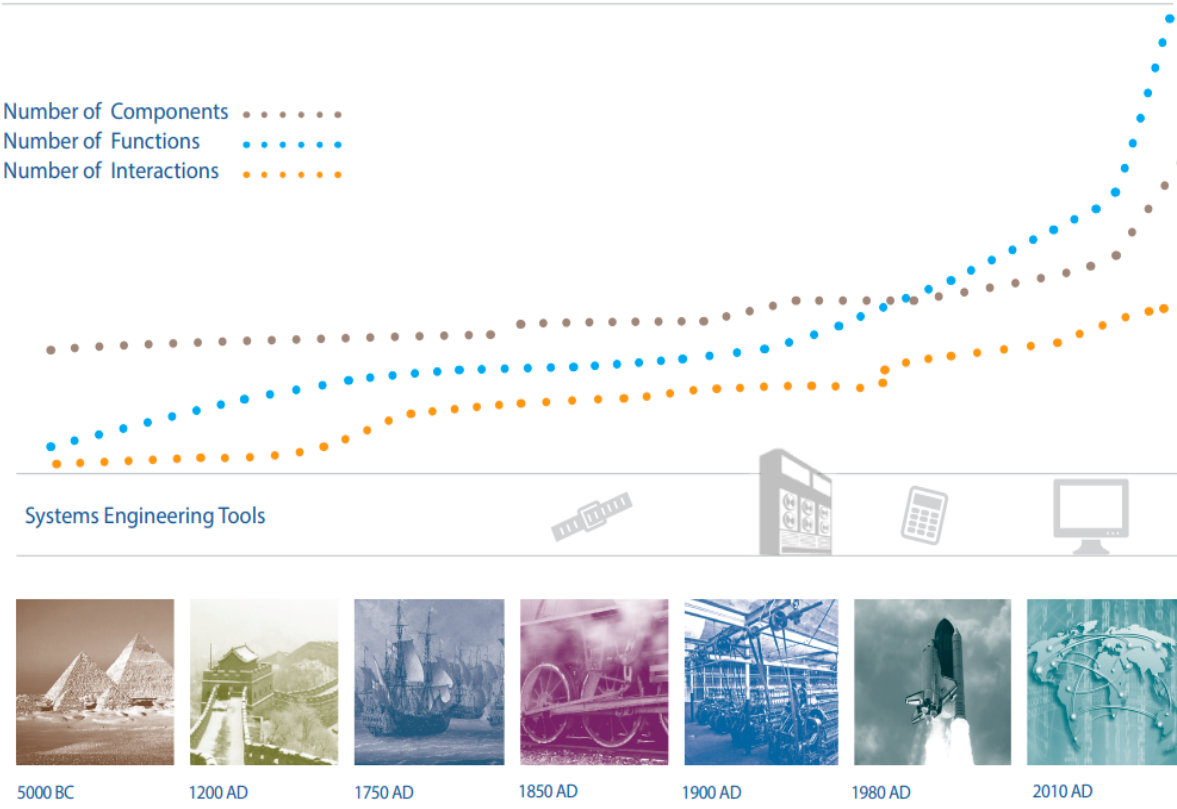 Number of Components
Number of Functions
Number of Interactions
Systems Engineering Tools
5000 BC
1200 AD
1750 AD
1850 AD
1900 AD
1980 AD
2010 AD